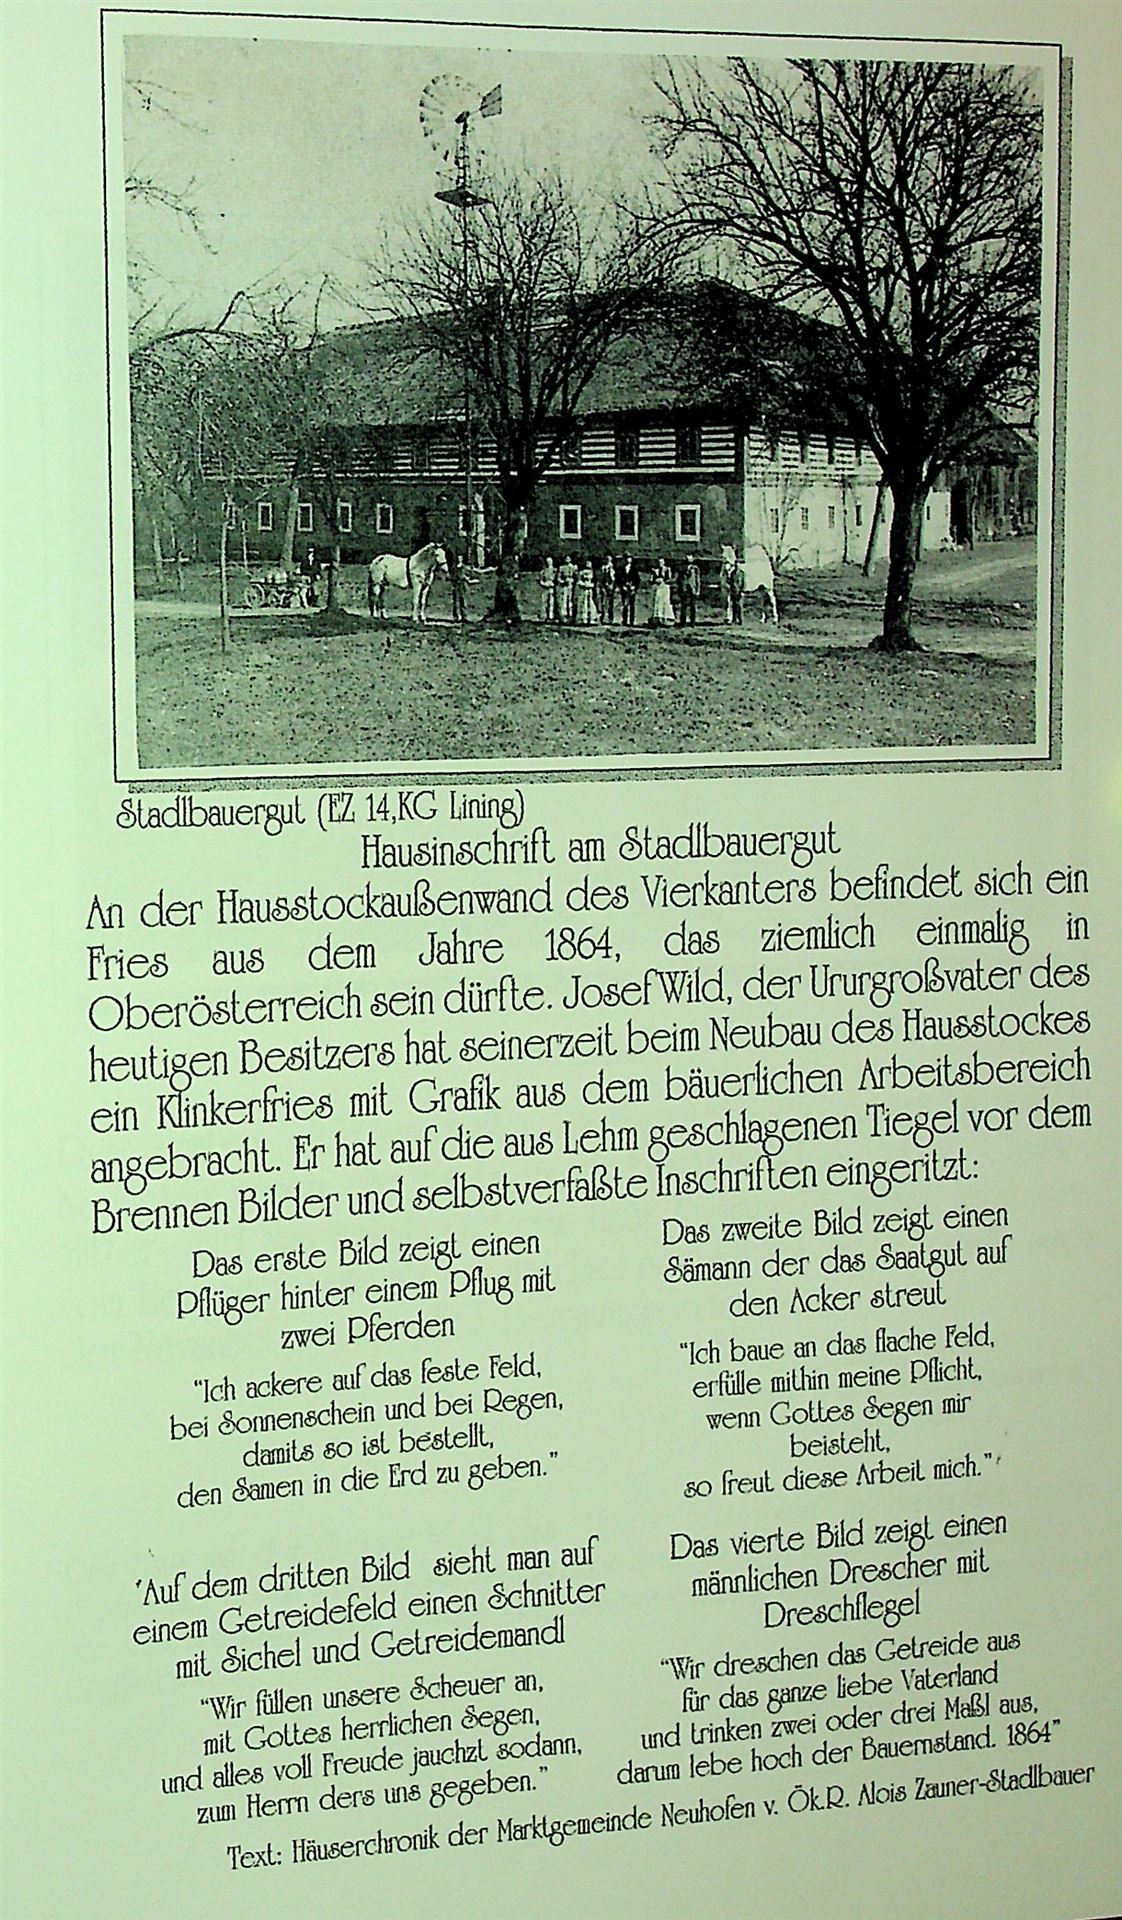 Stadlbauergut (EZ 14,KG Lining)
Hausinschrift am Stadlbauergut
An der Hausstockaußenwand des Vierkanters befindet sich ein
Fries aus dem Jahre 1864, das ziemlich einmalig in
Oberösterreich sein dürfte. Josef Wild, der Ururgroßvater des
heutigen Besitzers hat seinerzeit beim Neubau des Hausstockes
ein Klinkerfries mit Grafik aus dem bäuerlichen Arbeitsbereich
angebracht. Er hat auf die aus Lehm geschlagenen Tiegel vor dem
Brennen Bilder und selbstverfaßte Inschriften eingeritzt:
Das erste Bild zeigt einen
Pflüger hinter einem Pflug mit
zwei Pferden
"Ich ackere auf das feste Feld,
bei Sonnenschein und bei Regen,
damits so ist bestellt,
den Samen in die Erd zu geben."
Das zweite Bild zeigt einen
Sämann der das Saatgut auf
den Acker streut
"Ich baue an das flache Feld,
erfülle mithin meine Pflicht,
wenn Gottes Segen mir
beisteht,
so freut diese Arbeit mich."
'Auf dem dritten Bild sieht man auf
einem Getreidefeld einen Schnitter
mit Sichel und Getreidemandl
"Wir füllen unsere Scheuer an,
mit Gottes herrlichen Segen,
und alles voll Freude jauchzt sodann,
zum Herrn ders uns gegeben."
Das vierte Bild zeigt einen
männlichen Drescher mit
Dreschflegel
"Wir dreschen das Getreide aus
für das ganze liebe Vaterland
und trinken zwei oder drei Maßl aus,
darum lebe hoch der Bauernstand. 1864"
Text: Häuserchronik der Marktgemeinde Neuhofen v. Ök.R. Alois Zauner-Stadlbauer